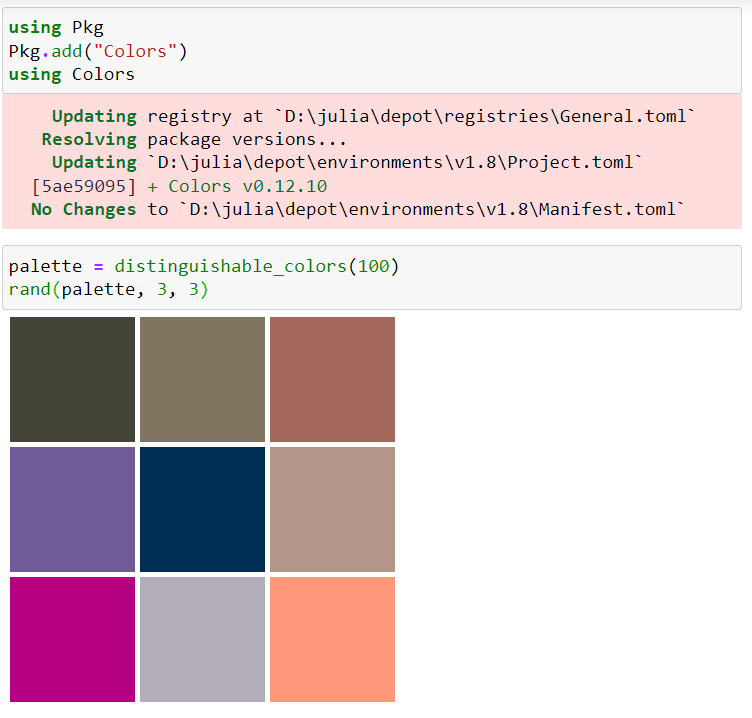 using Pkg
Pkg.add("Colors")
using Colors
Updating registry at `D:\julia\depot\registries\General.toml`
Resolving package versions...
Updating `D:\julia\depot\environments\v1.8\Project.toml`
[5ae59095] + Colors v0.12.10
No Changes to `D:\julia\depot\environments\v1.8\Manifest.toml`
palette = distinguishable_colors(100)
rand(palette, 3, 3)